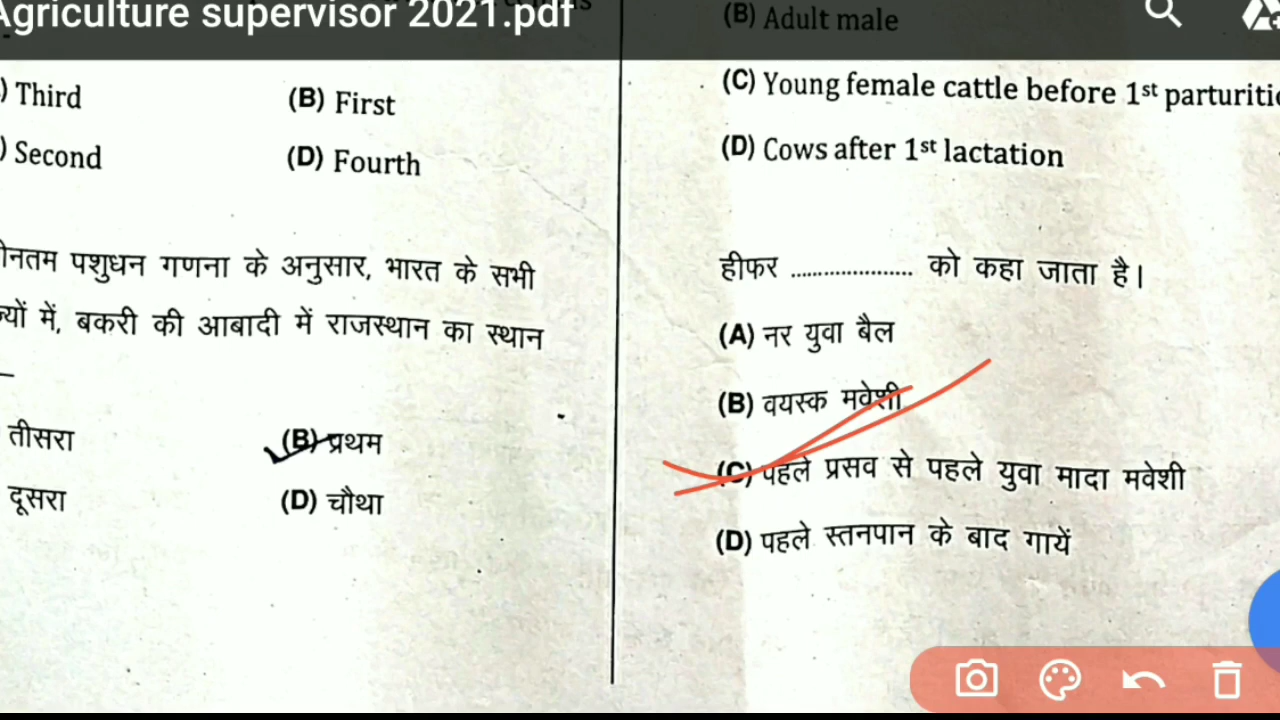 Agriculture supervisor 2021.pdf
) Third
(B) First
) Second
(D) Fourth
पशुधन गणना के अनुसार, भारत के सभी
में, बकरी की आबादी में राजस्थान का स्थान
तीसरा
(B) प्रथम
दूसरा
(D) चौथा
(B) Adult male
(C) Young female cattle before 1st
(D) Cows after 1st lactation
हीफर ..................... को कहा जाता है।
(A) नर युवा बैल
(B) वयस्क मवेशी
(C) पहले प्रसव से पहले युवा मादा मवेशी
(D) पहले स्तनपान के बाद गायें